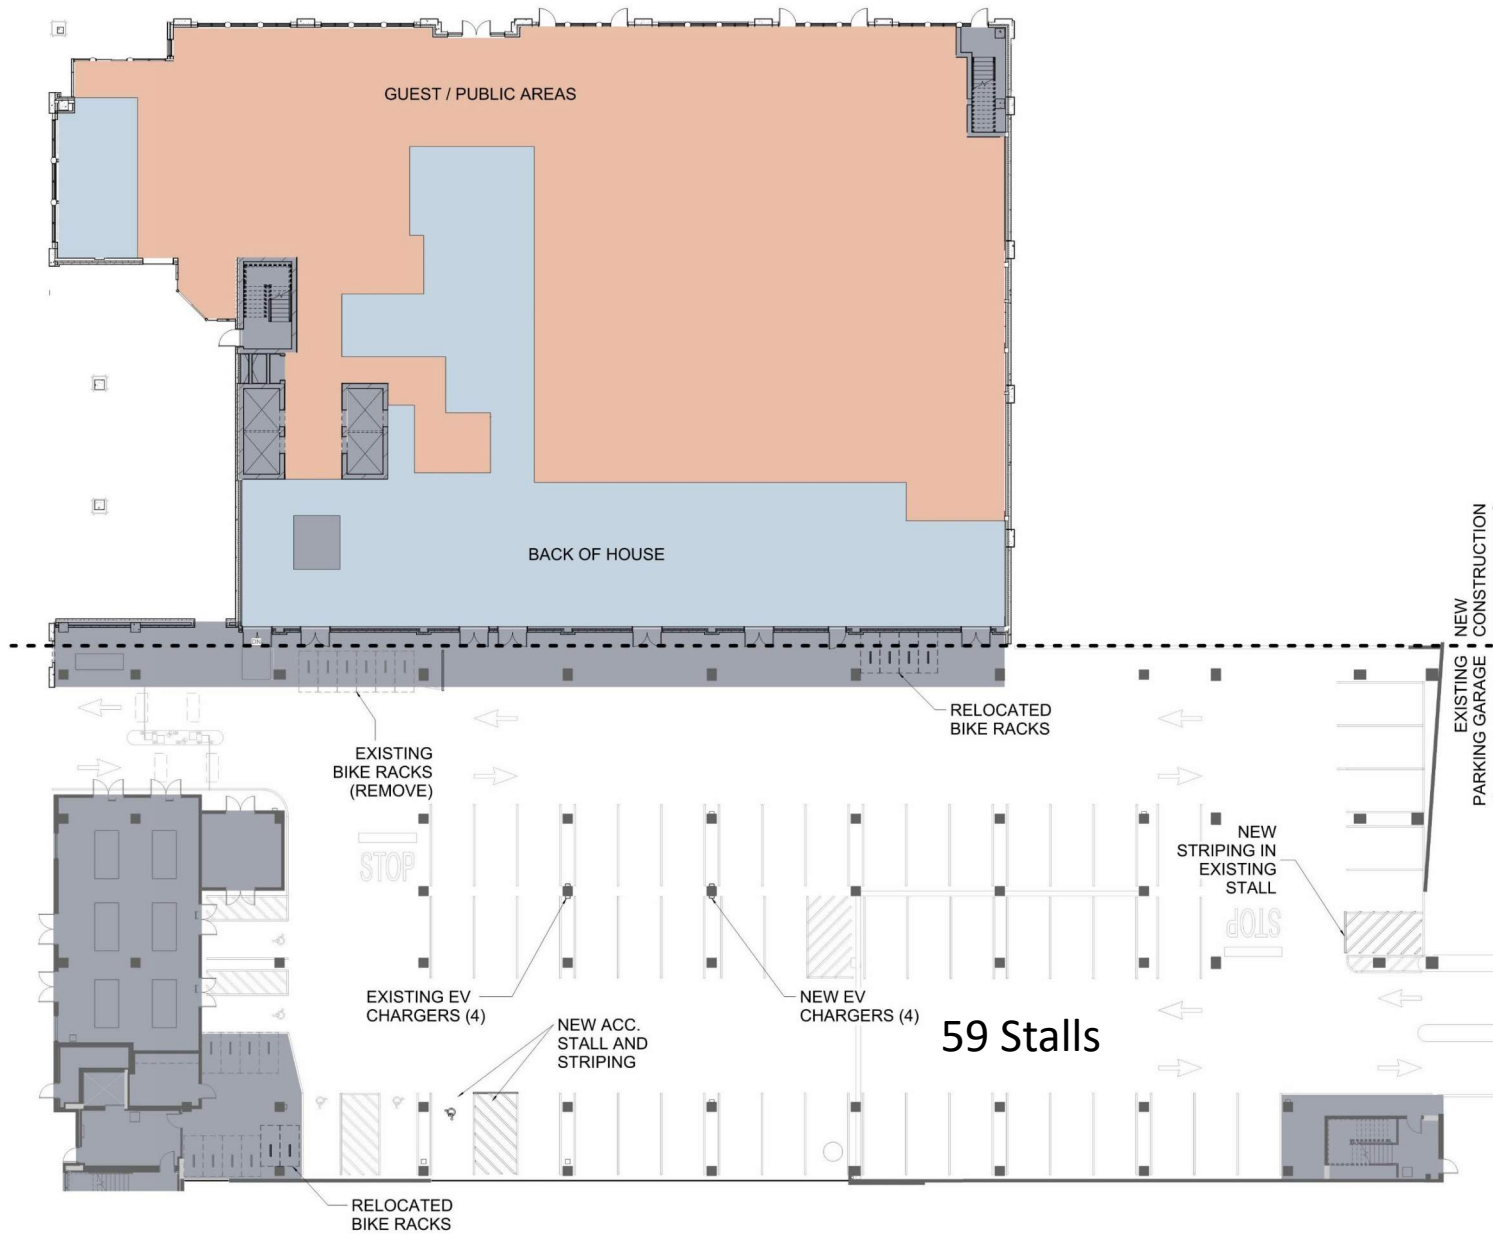 GUEST / PUBLIC AREAS
BACK OF HOUSE
DN
NEW
CONSTRUCTION
EXISTING
PARKING GARAGE
RELOCATED
BIKE RACKS
EXISTING
BIKE RACKS
(REMOVE)
STOP
NEW
STRIPING IN
EXISTING
STALL
STOP
EXISTING EV
CHARGERS (4)
NEW EV
CHARGERS (4)
NEW ACC.
STALL AND
STRIPING
59 Stalls
RELOCATED
BIKE RACKS